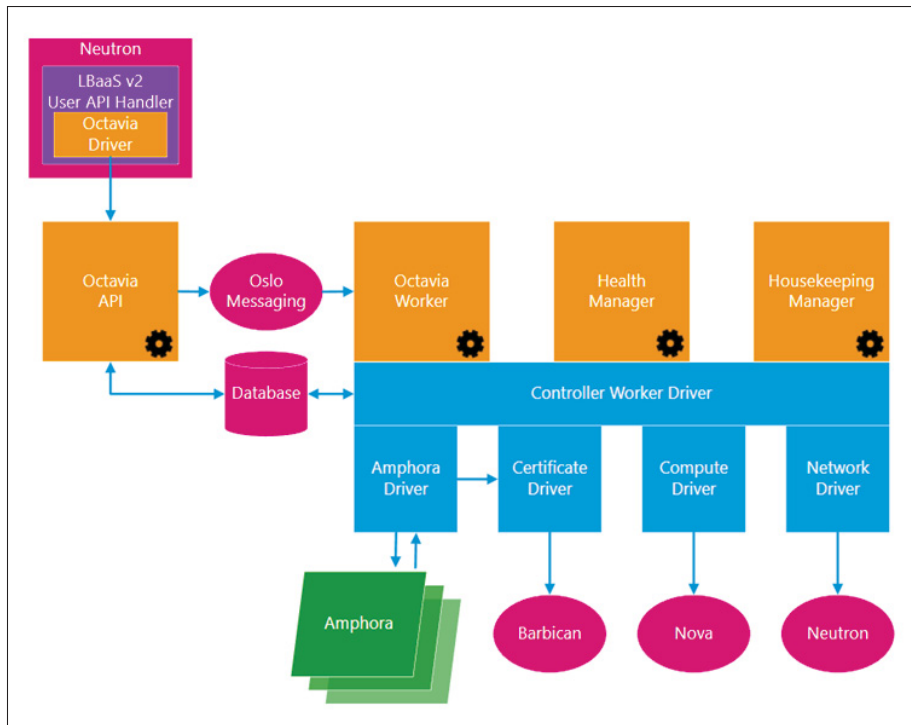 Neutron
LBaaS v2
User API Handler
Octavia
Driver
Octavia
API
Oslo
Messaging
Octavia
Worker
Health
Manager
Housekeeping
Manager
Database
Controller Worker Driver
Amphora
Driver
Certificate
Driver
Compute
Driver
Network
Driver
Amphora
Barbican
Nova
Neutron